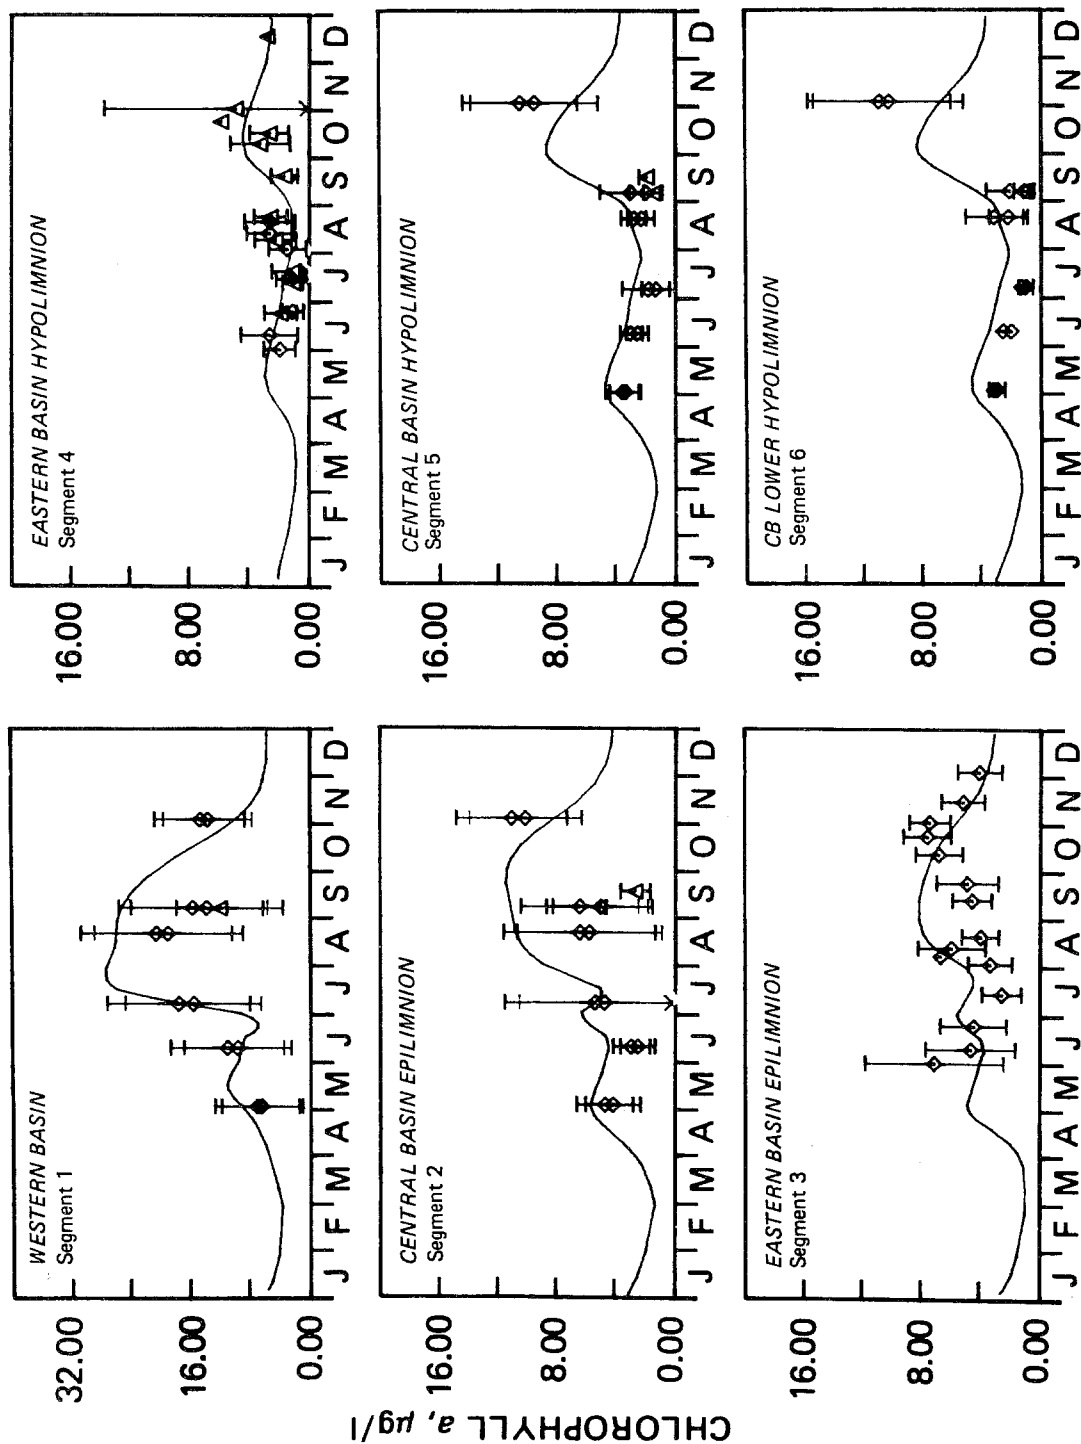 CHLOROPHYLL a, μg/l
WESTERN BASIN
Segment 1
32.00
16.00
0.00
J F M A M J J A S O N D
CENTRAL BASIN EPILIMNION
Segment 2
8.00
0.00
J F M A M J J A S O N D
EASTERN BASIN EPILIMNION
Segment 3
8.00
0.00
J F M A M J J A S O N D
EASTERN BASIN HYPOLIMNION
Segment 4
16.00
8.00
0.00
J F M A M J J A S O N D
CENTRAL BASIN HYPOLIMNION
Segment 5
16.00
8.00
0.00
J F M A M J J A S O N D
CB LOWER HYPOLIMNION
Segment 6
16.00
8.00
0.00
J F M A M J J A S O N D
16.00
16.00